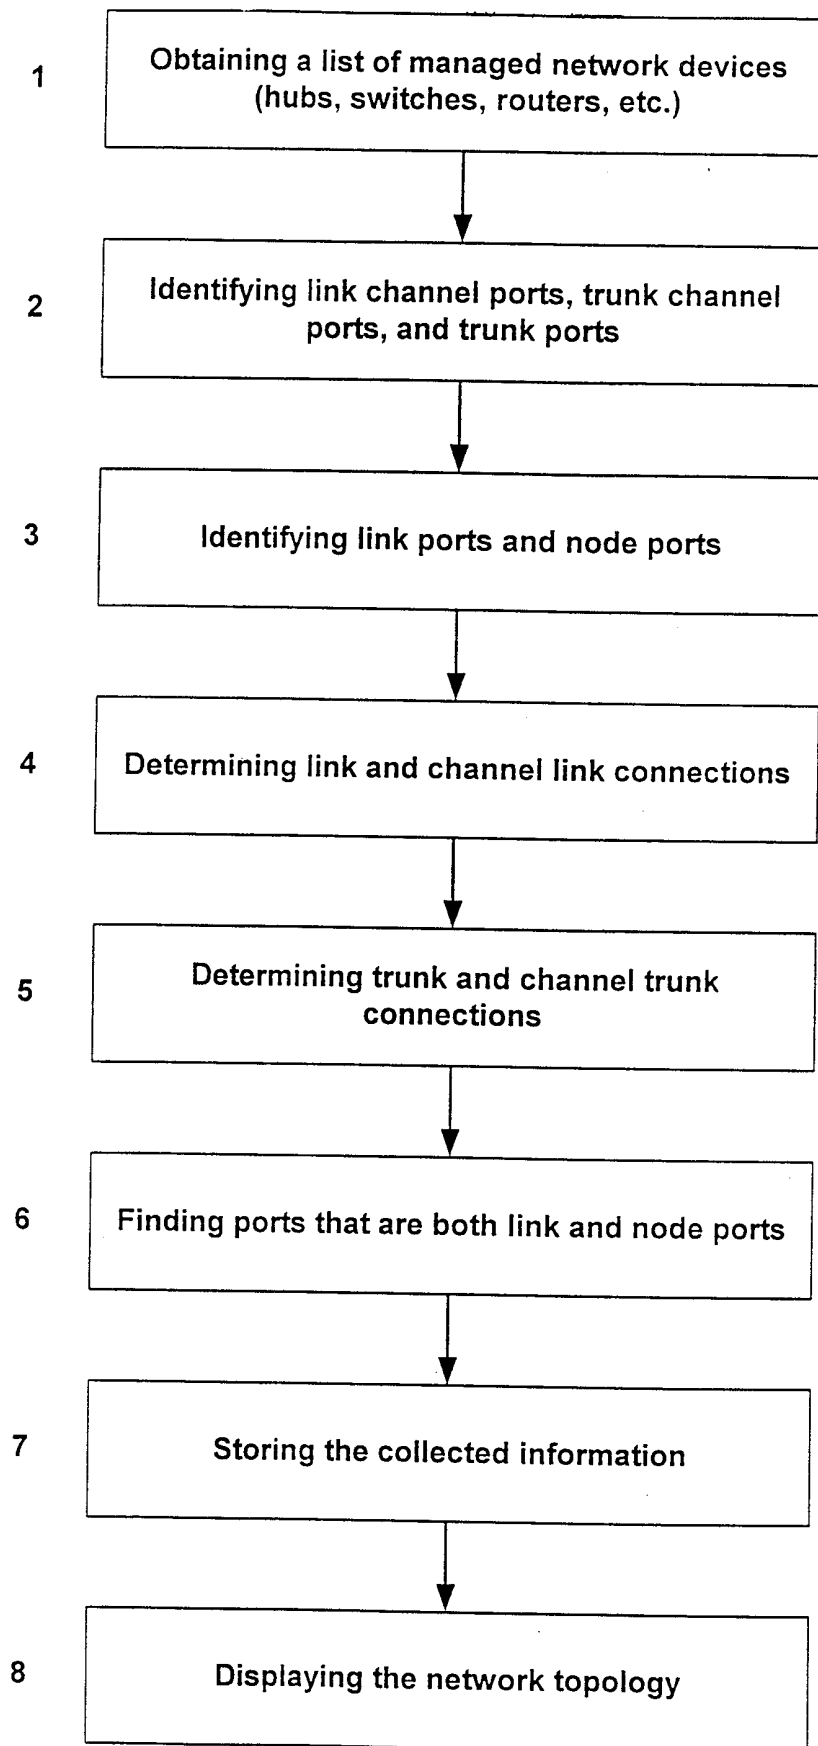 1
Obtaining a list of managed network devices
(hubs, switches, routers, etc.)
2
Identifying link channel ports, trunk channel
ports, and trunk ports
3
Identifying link ports and node ports
4
Determining link and channel link connections
5
Determining trunk and channel trunk
connections
6
Finding ports that are both link and node ports
7
Storing the collected information
8
Displaying the network topology